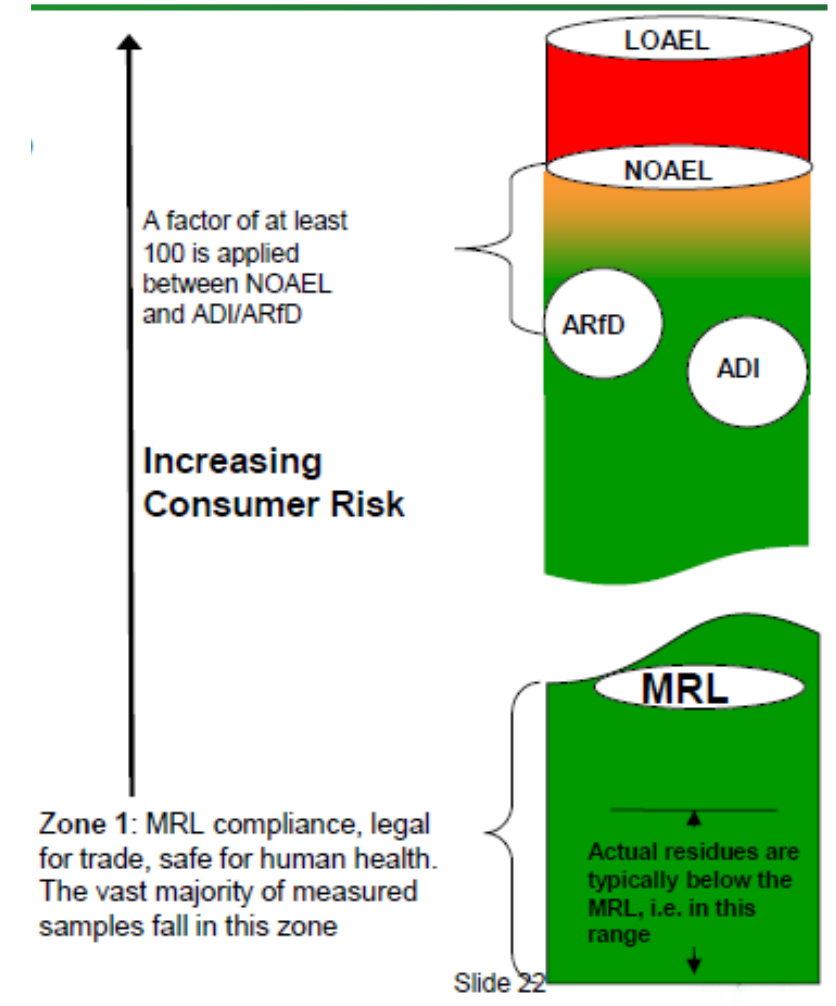 LOAEL
NOAEL
A factor of at least
100 is applied
between NOAEL
and ADI/ARfD
ARfD
ADI
Increasing
Consumer Risk
MRL
Zone 1: MRL compliance, legal
for trade, safe for human health.
The vast majority of measured
samples fall in this zone
Actual residues are
typically below the
MRL, i.e. in this
range
Slide 22